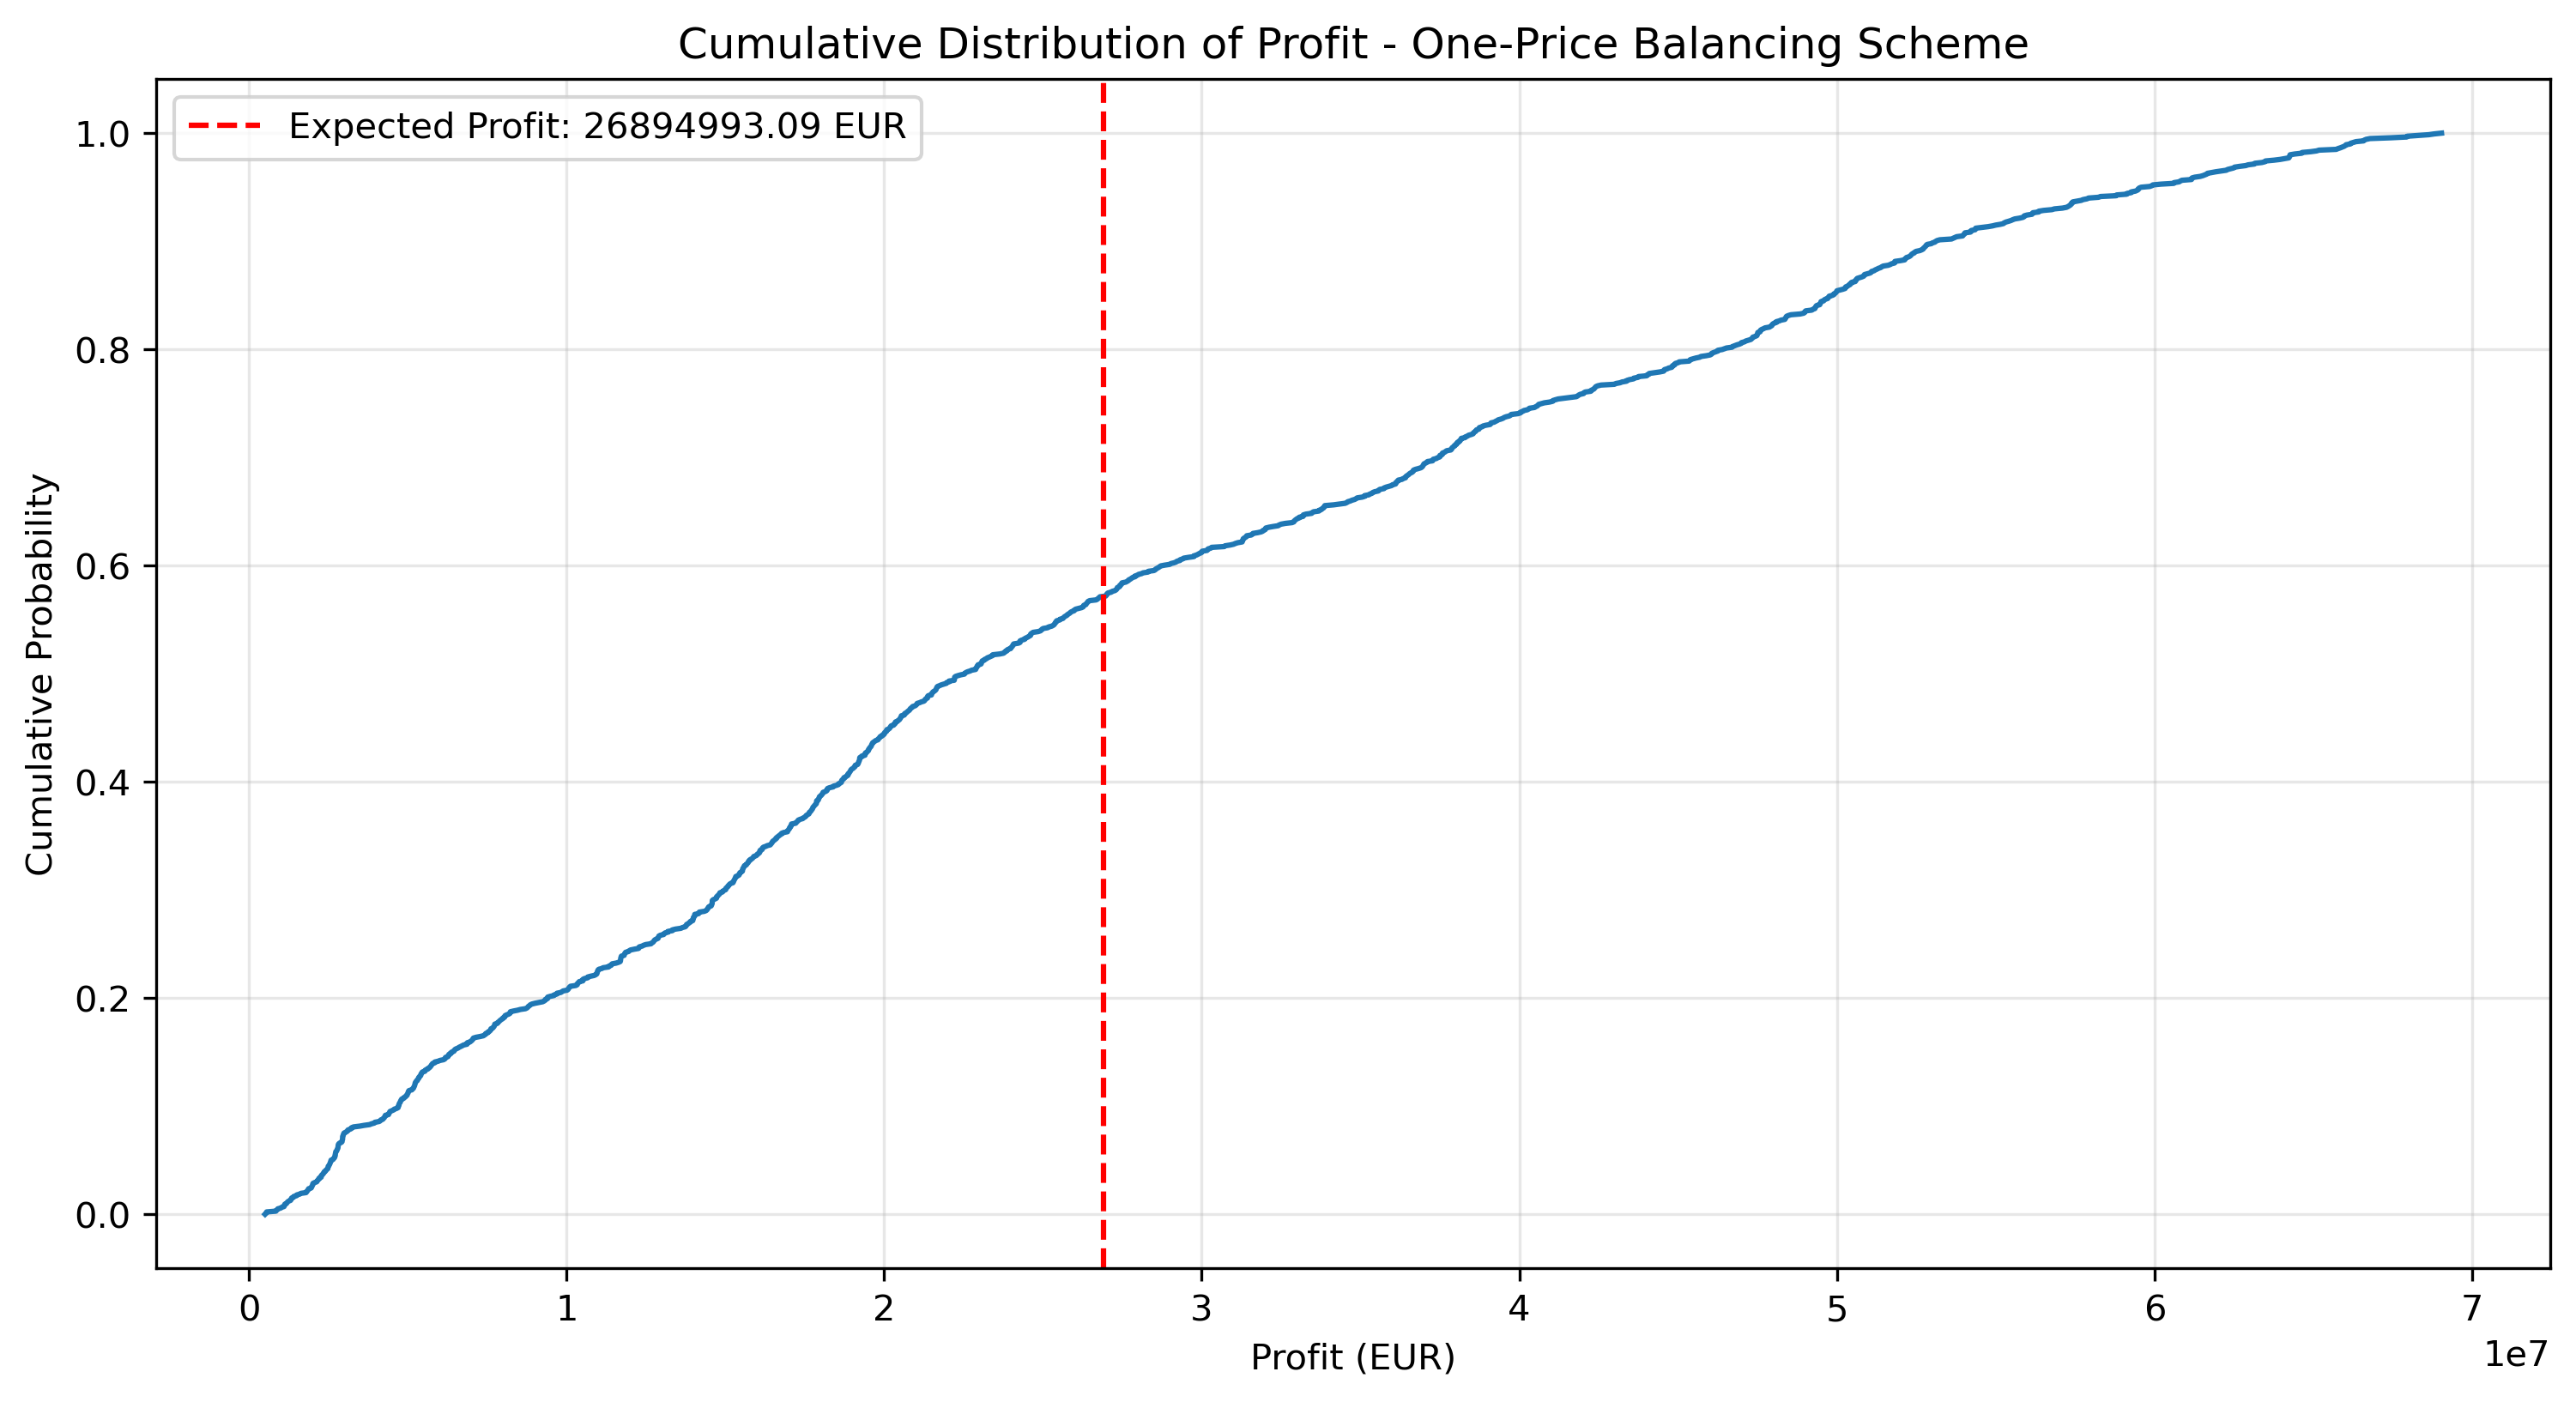 Cumulative Distribution of Profit - One-Price Balancing Scheme
Expected Profit: 26894993.09 EUR
1.0
0.8
0.6
0.4
0.2
0.0
Cumulative Probability
0 1 2 3 4 5 6 7
1e7
Profit (EUR)